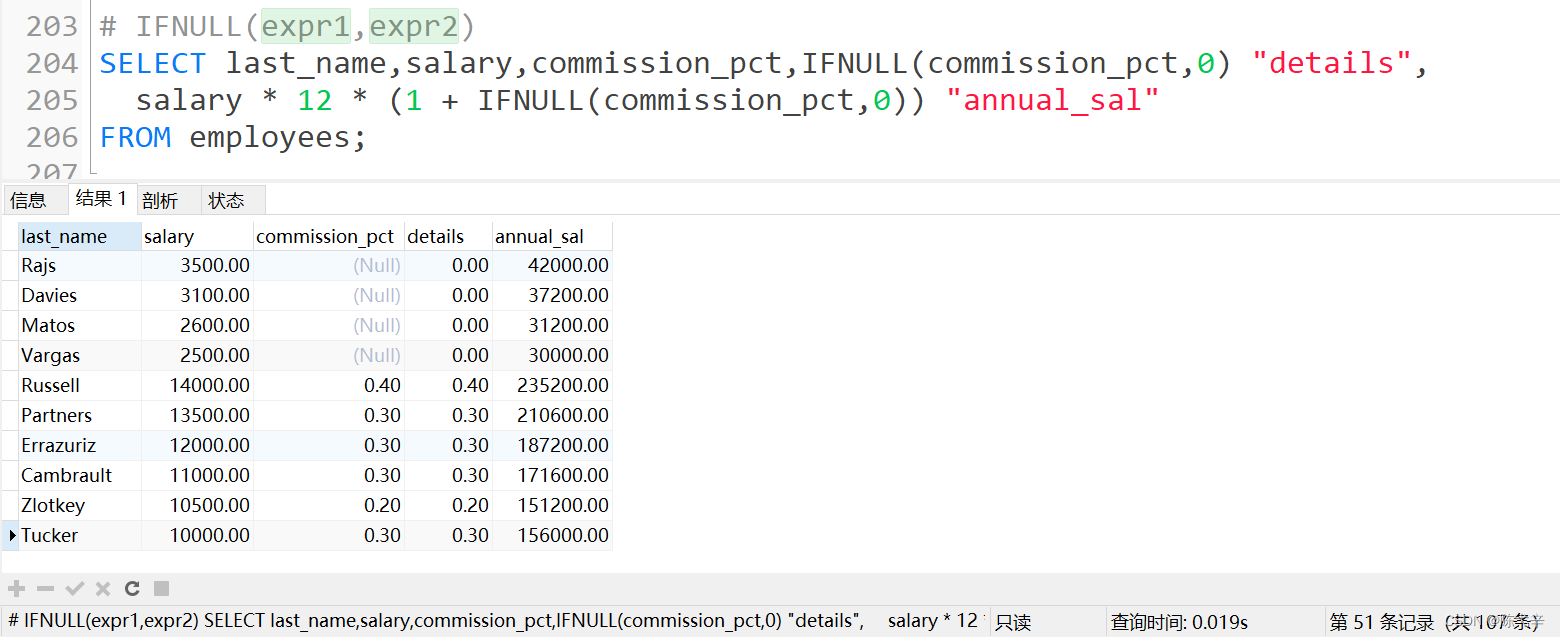 203 # IFNULL(expr1,expr2)
204 SELECT last_name,salary,commission_pct,IFNULL(commission_pct,0) "details",
205 salary * 12 * (1 + IFNULL(commission_pct,0)) "annual_sal"
206 FROM employees;
207
信息 结果 1 剖析 状态
last_name salary commission_pct details annual_sal
Rajs 3500.00 (Null) 0.00 42000.00
Davies 3100.00 (Null) 0.00 37200.00
Matos 2600.00 (Null) 0.00 31200.00
Vargas 2500.00 (Null) 0.00 30000.00
Russell 14000.00 0.40 0.40 235200.00
Partners 13500.00 0.30 0.30 210600.00
Errazuriz 12000.00 0.30 0.30 187200.00
Cambrault 11000.00 0.30 0.30 171600.00
Zlotkey 10500.00 0.20 0.20 151200.00
Tucker 10000.00 0.30 0.30 156000.00
# IFNULL(expr1,expr2) SELECT last_name,salary,commission_pct,IFNULL(commission_pct,0) "details", salary * 12 只读 查询时间: 0.019s 第 51 条记录 (共 107 条)